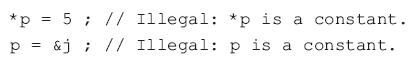 *p = 5 ; // Illegal: *p is a constant.
p = &j ; // Illegal: p is a constant.